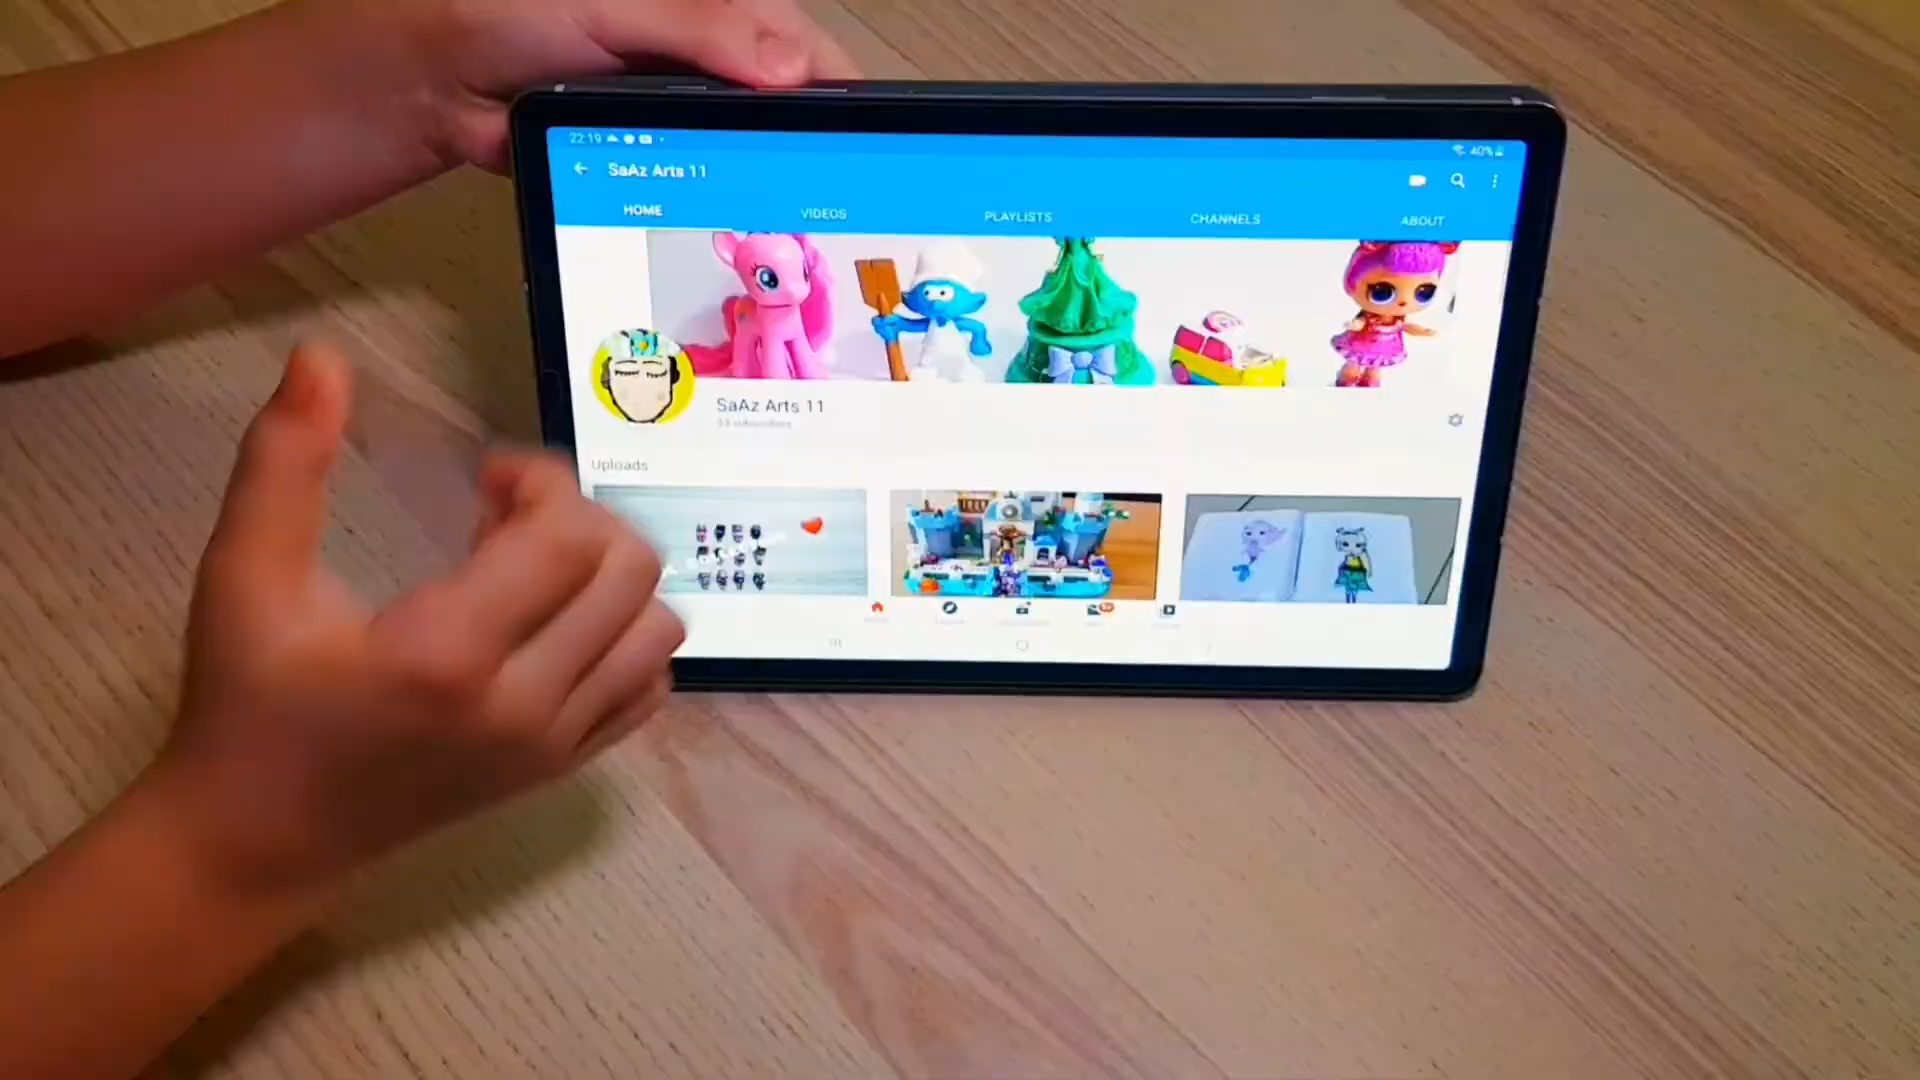 22:19
40%
SaAz Arts 11
HOME
VIDEOS
PLAYLISTS
CHANNELS
ABOUT
SaAz Arts 11
Uploads